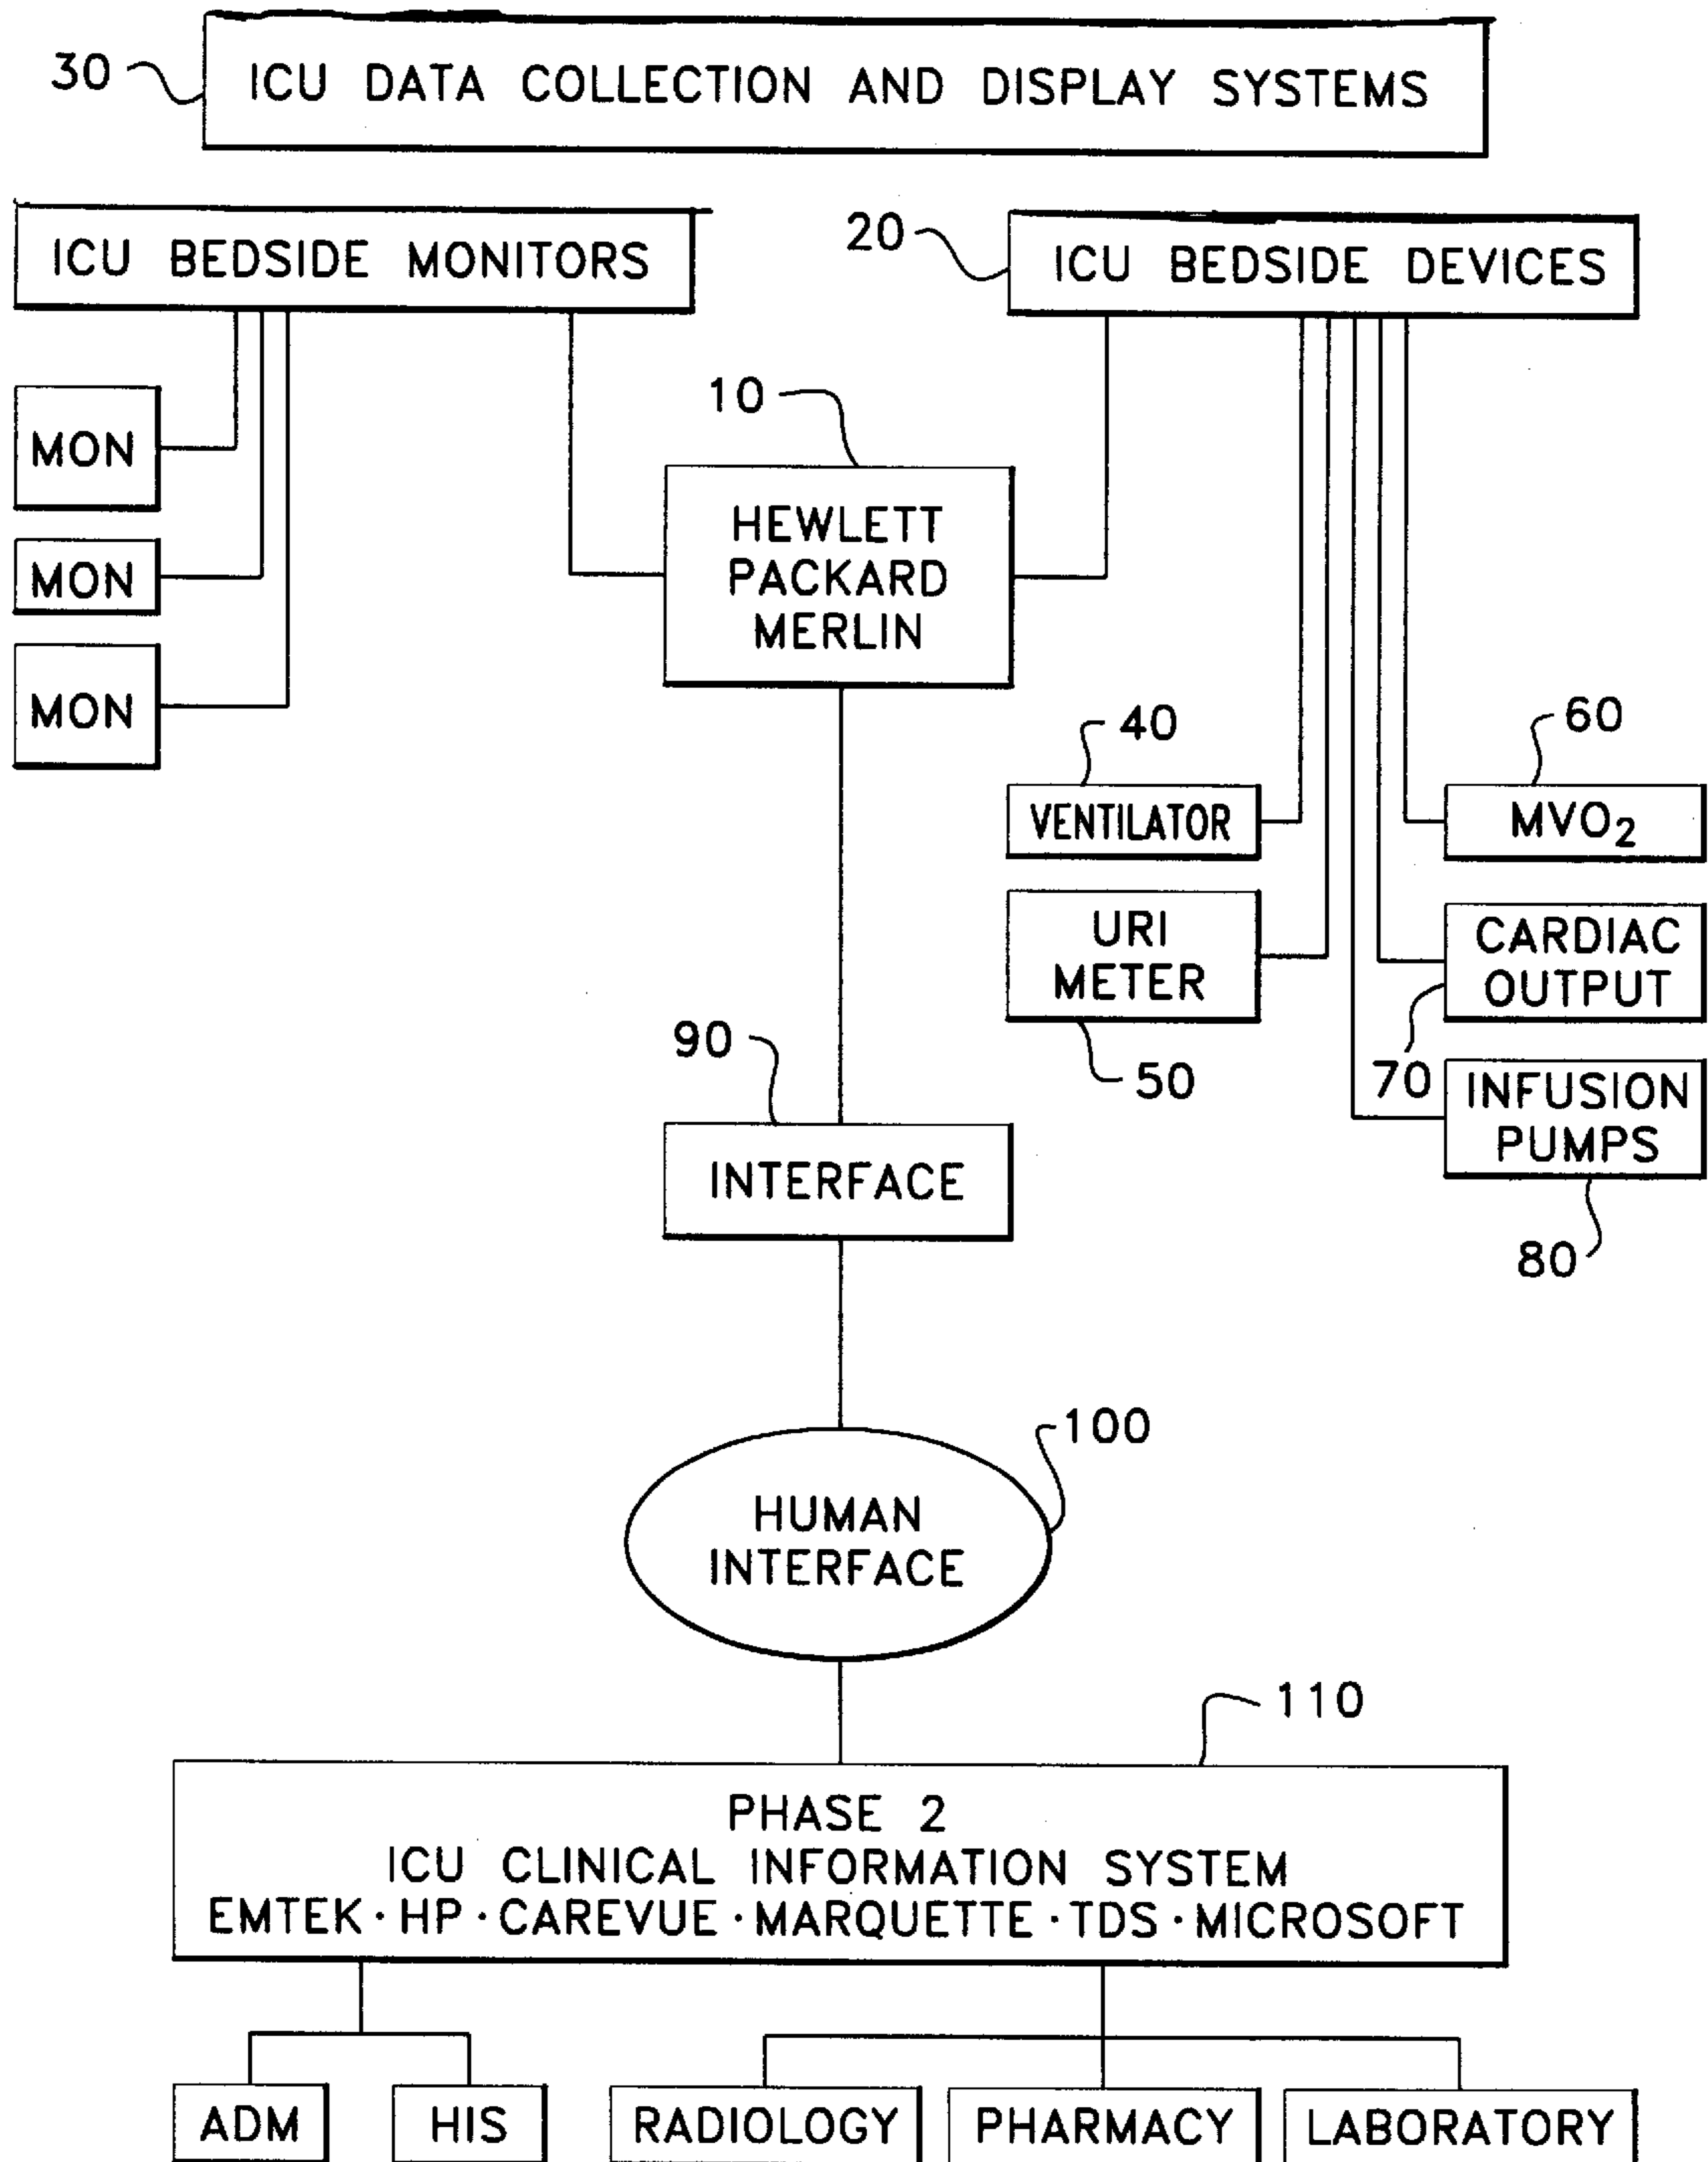 30
ICU DATA COLLECTION AND DISPLAY SYSTEMS
ICU BEDSIDE MONITORS
20
ICU BEDSIDE DEVICES
MON
MON
MON
10
HEWLETT
PACKARD
MERLIN
40
VENTILATOR
60
MVO₂
URI
METER
50
CARDIAC
OUTPUT
70
INFUSION
PUMPS
80
90
INTERFACE
100
HUMAN
INTERFACE
110
PHASE 2
ICU CLINICAL INFORMATION SYSTEM
EMTEK · HP · CAREVUE · MARQUETTE · TDS · MICROSOFT
ADM
HIS
RADIOLOGY
PHARMACY
LABORATORY